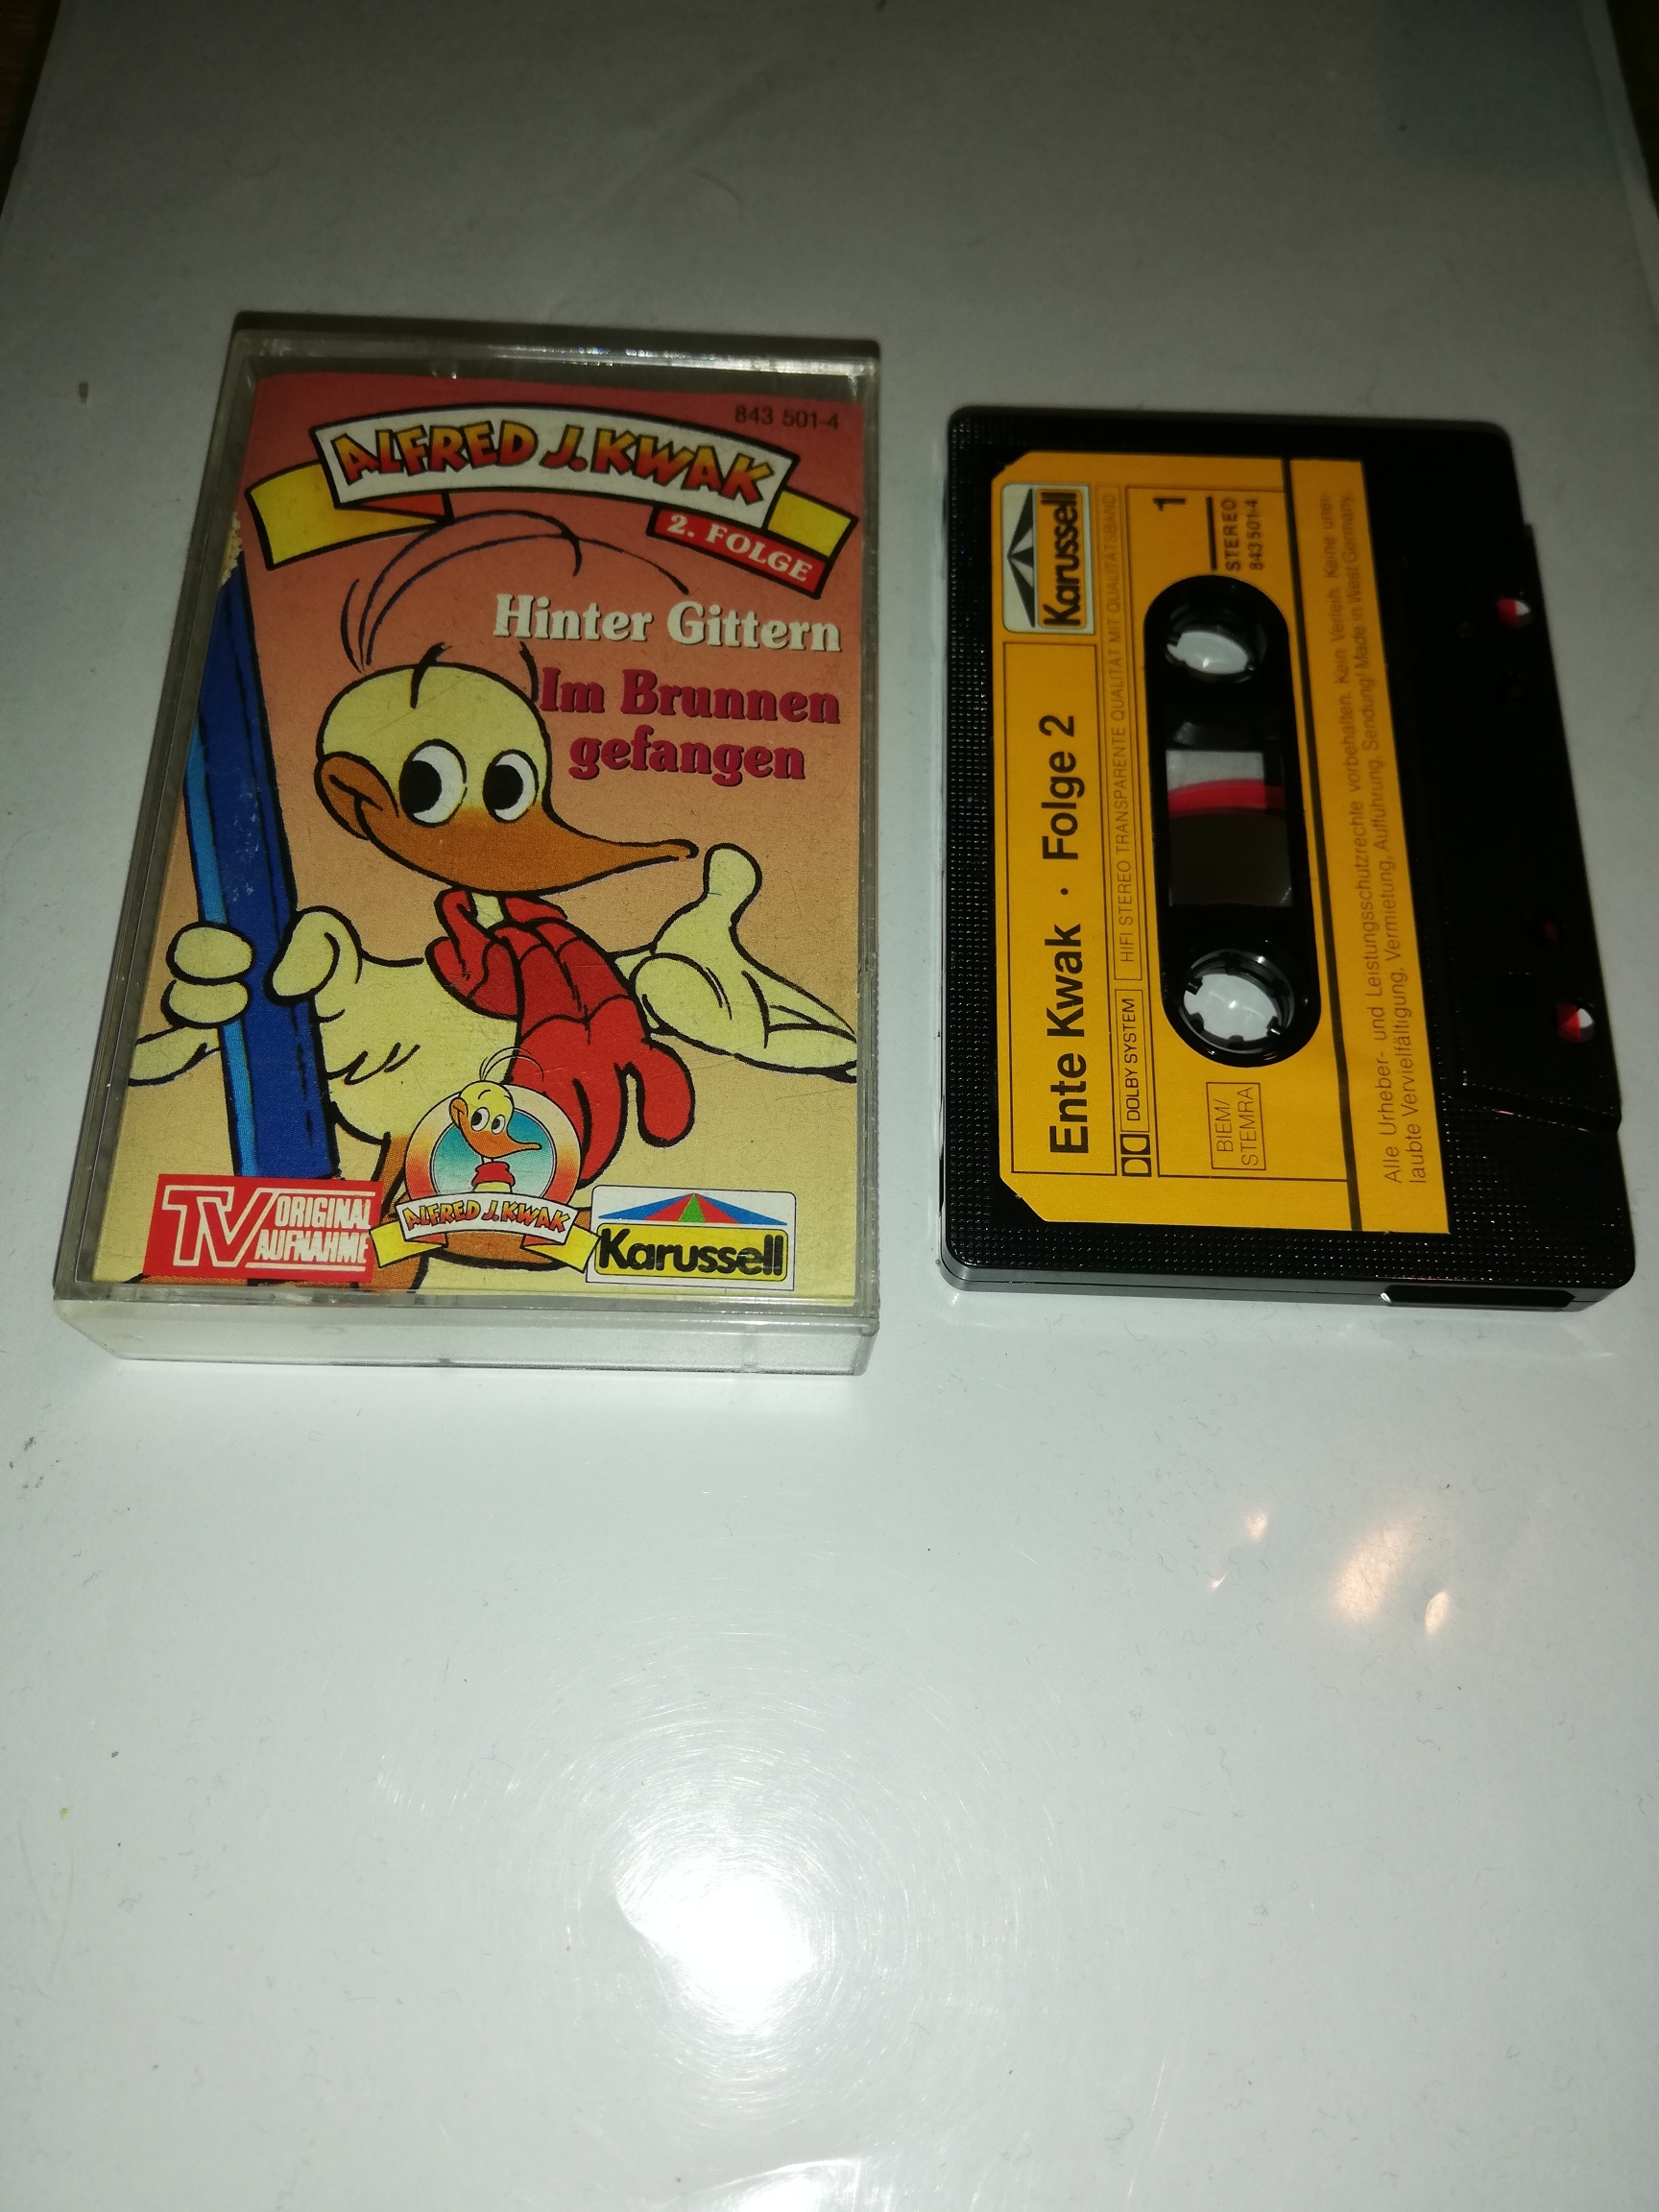 843 501-4
ALFRED J. KWAK
2. FOLGE
Hinter Gittern
Im Brunnen
gefangen
TV
ORIGINAL
AUFNAHME
ALFRED J. KWAK
Karussell
Karussell
Ente Kwak · Folge 2
DOLBY SYSTEM
HIFI STEREO TRANSPARENTE QUALITÄT MIT QUALITÄTSBAND
1
STEREO
843 501-4
BIEM/
STEMRA
Alle Urheber- und Leistungsschutzrechte vorbehalten. Kein Verleih. Keine uner-
laubte Vervielfältigung, Vermietung, Aufführung, Sendung! Made in West Germany.